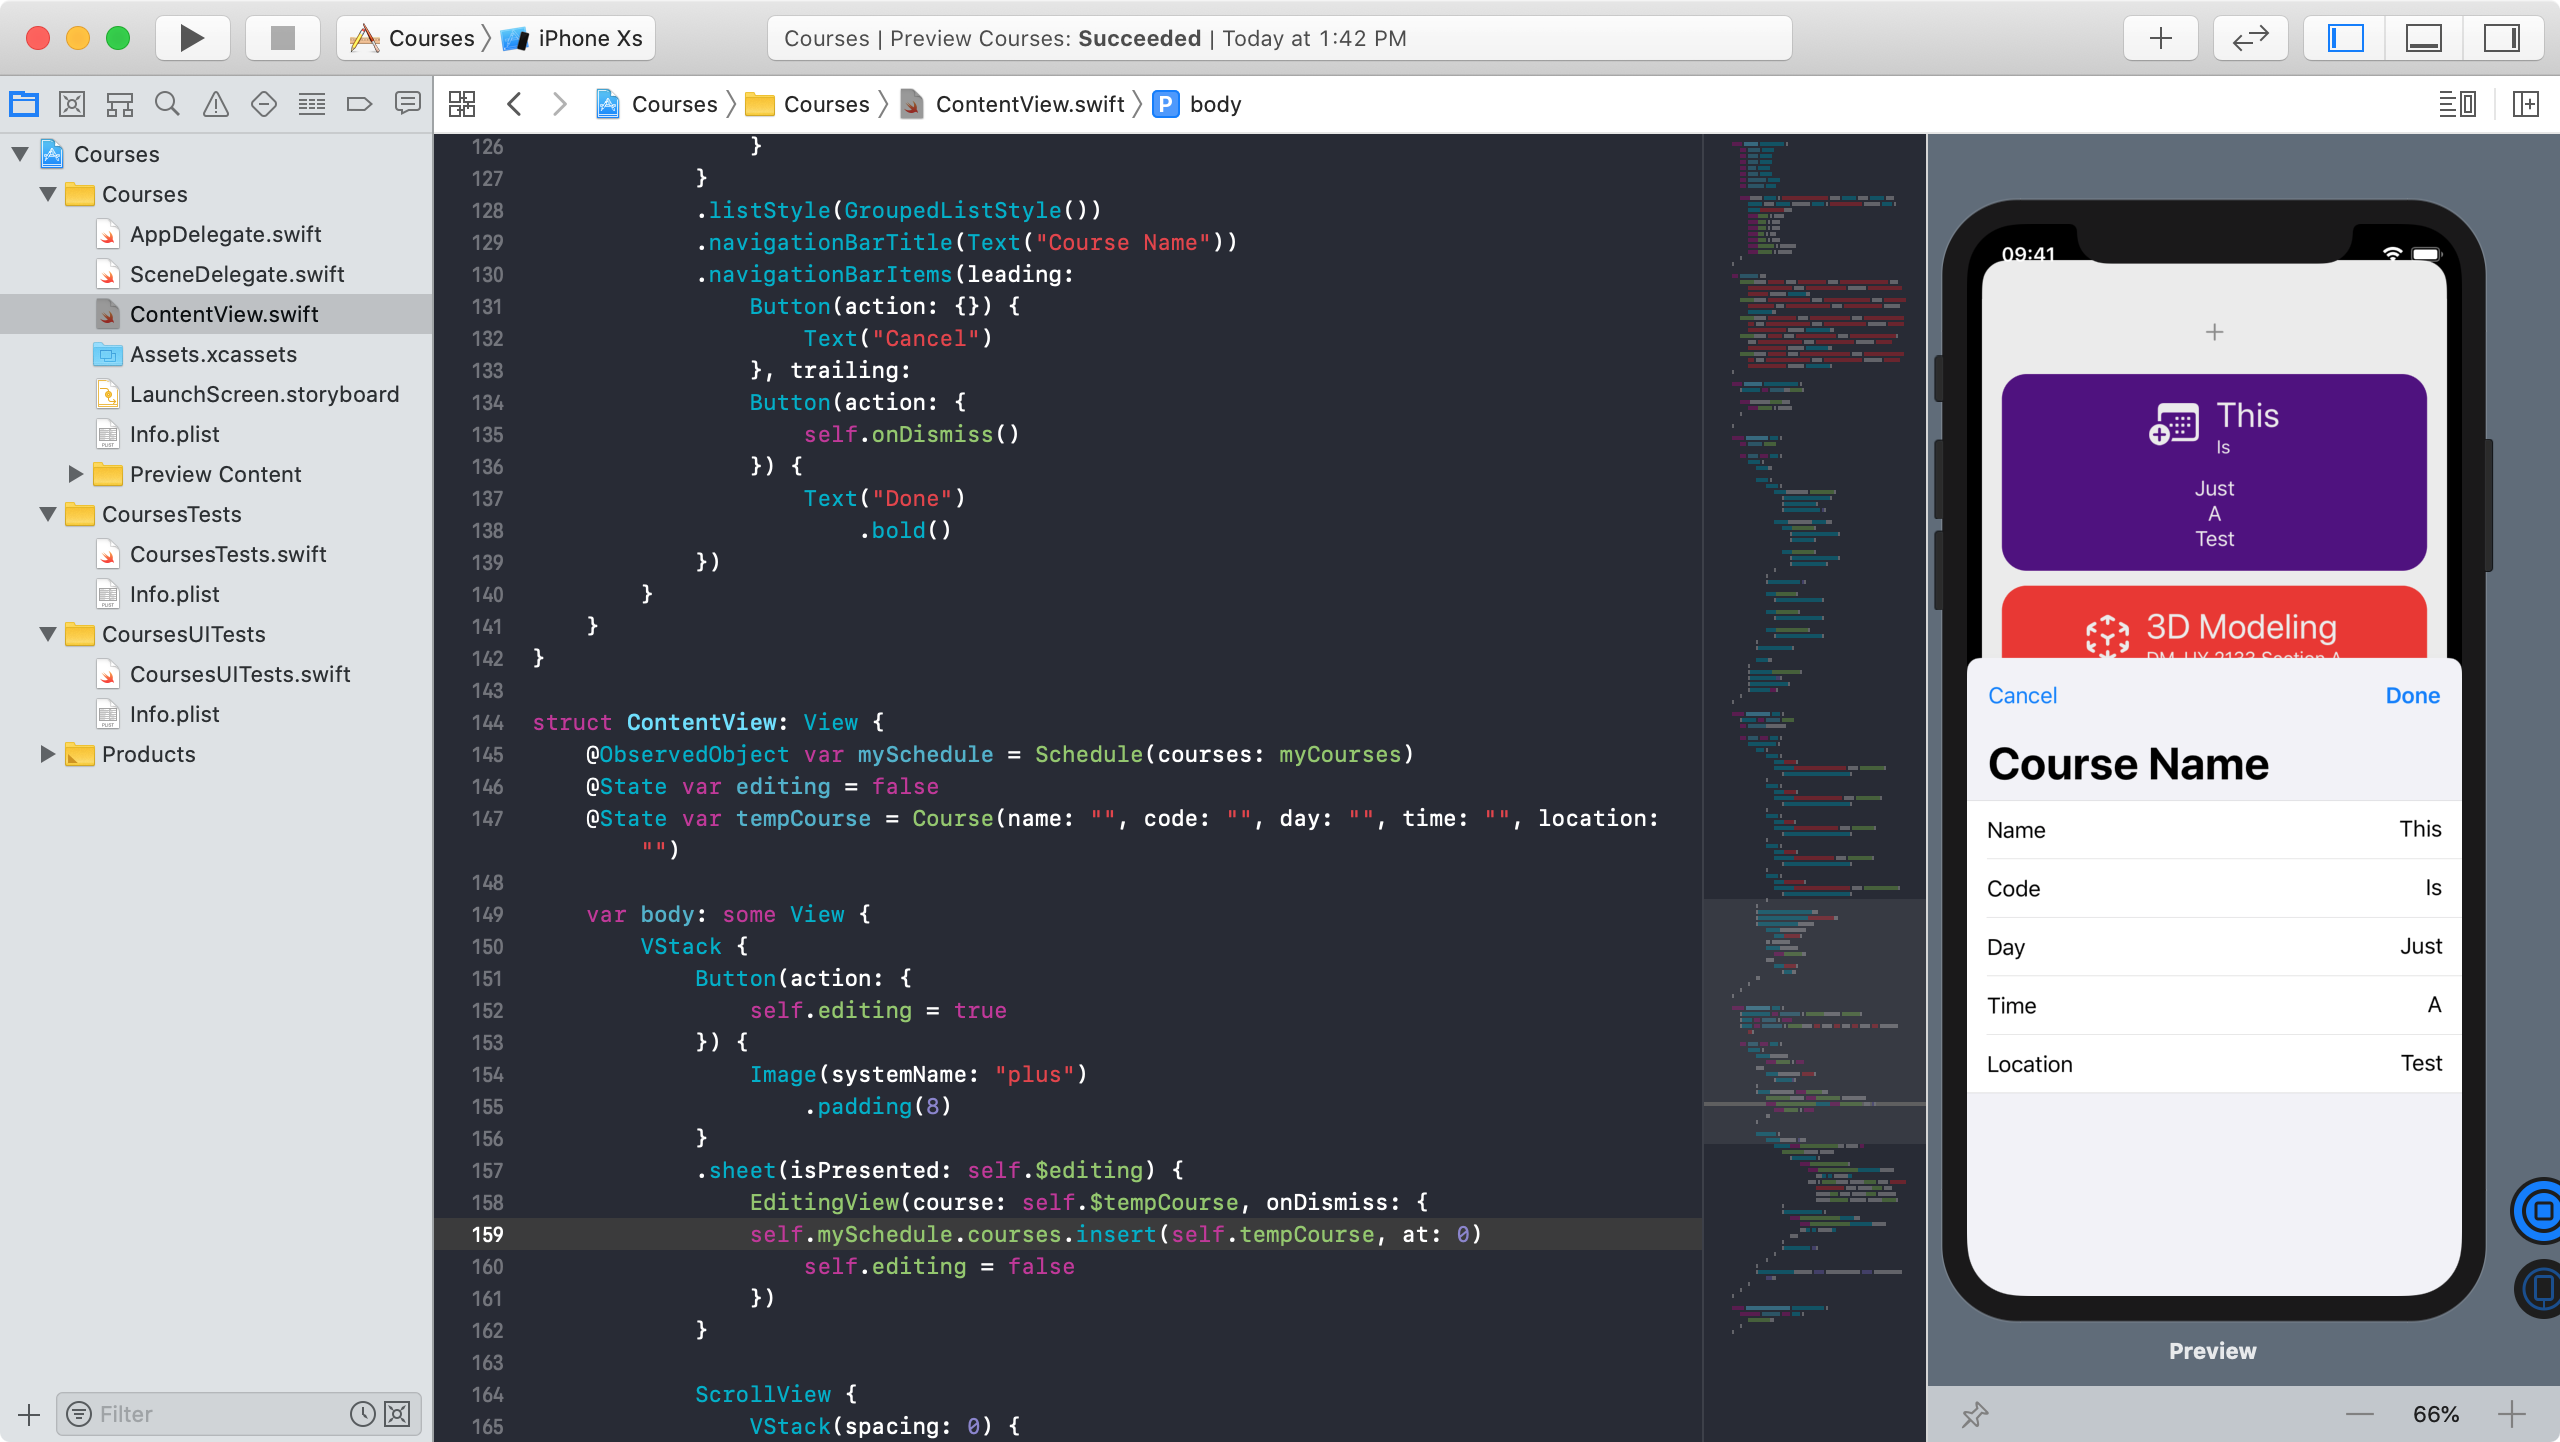 Courses
iPhone Xs
Courses | Preview Courses: Succeeded | Today at 1:42 PM
Courses
Courses
ContentView.swift
P
body
Courses
Courses
AppDelegate.swift
SceneDelegate.swift
ContentView.swift
Assets.xcassets
LaunchScreen.storyboard
Info.plist
Preview Content
CoursesTests
CoursesTests.swift
Info.plist
CoursesUITests
CoursesUITests.swift
Info.plist
Products
Filter
126 }
127 }
128 .listStyle(GroupedListStyle())
129 .navigationBarTitle(Text("Course Name"))
130 .navigationBarItems(leading:
131 Button(action: {}) {
132 Text("Cancel")
133 }, trailing:
134 Button(action: {
135 self.onDismiss()
136 }) {
137 Text("Done")
138 .bold()
139 })
140 }
141 }
142 }
143
144 struct ContentView: View {
145 @ObservedObject var mySchedule = Schedule(courses: myCourses)
146 @State var editing = false
147 @State var tempCourse = Course(name: "", code: "", day: "", time: "", location:
"")
148
149 var body: some View {
150 VStack {
151 Button(action: {
152 self.editing = true
153 }) {
154 Image(systemName: "plus")
155 .padding(8)
156 }
157 .sheet(isPresented: self.$editing) {
158 EditingView(course: self.$tempCourse, onDismiss: {
159 self.mySchedule.courses.insert(self.tempCourse, at: 0)
160 self.editing = false
161 })
162 }
163
164 ScrollView {
165 VStack(spacing: 0) {
09:41
This
Is
Just
A
Test
3D Modeling
Cancel
Done
Course Name
Name This
Code Is
Day Just
Time A
Location Test
Preview
66%